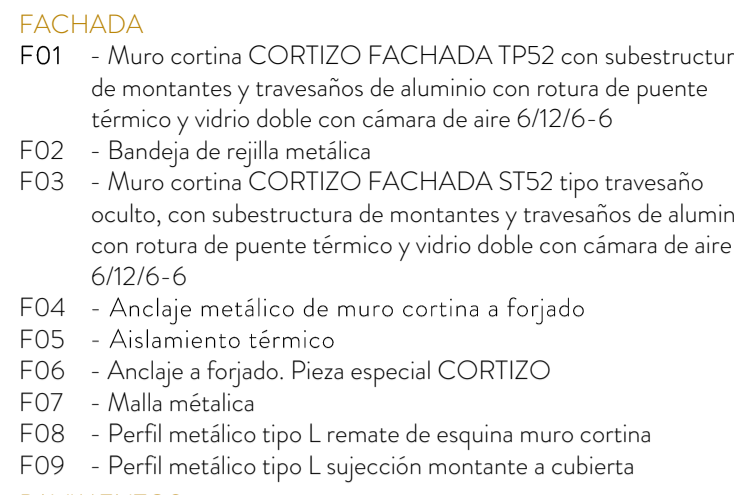 FACHADA
F01 - Muro cortina CORTIZO FACHADA TP52 con subestructur
de montantes y travesaños de aluminio con rotura de puente
térmico y vidrio doble con cámara de aire 6/12/6-6
F02 - Bandeja de rejilla metálica
F03 - Muro cortina CORTIZO FACHADA ST52 tipo travesaño
oculto, con subestructura de montantes y travesaños de alumin
con rotura de puente térmico y vidrio doble con cámara de aire
6/12/6-6
F04 - Anclaje metálico de muro cortina a forjado
F05 - Aislamiento térmico
F06 - Anclaje a forjado. Pieza especial CORTIZO
F07 - Malla métalica
F08 - Perfil metálico tipo L remate de esquina muro cortina
F09 - Perfil metálico tipo L sujección montante a cubierta